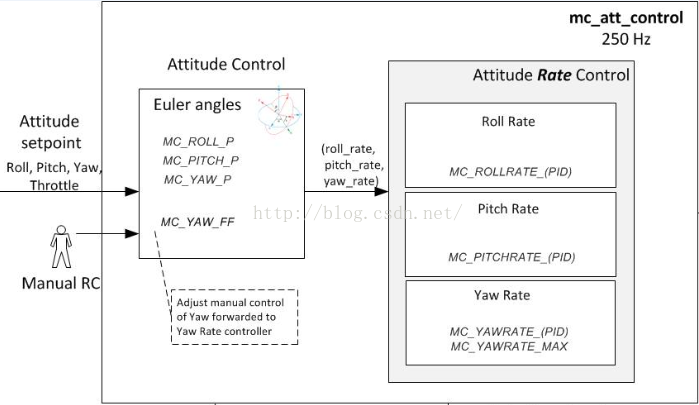 mc_att_control
250 Hz
Attitude Control
Attitude Rate Control
Euler angles
MC_ROLL_P
MC_PITCH_P
MC_YAW_P
MC_YAW_FF
Attitude
setpoint
Roll, Pitch, Yaw,
Throttle
Manual RC
(roll_rate,
pitch_rate,
yaw_rate)
Roll Rate
MC_ROLLRATE_(PID)
Pitch Rate
MC_PITCHRATE_(PID)
Yaw Rate
MC_YAWRATE_(PID)
MC_YAWRATE_MAX
Adjust manual control
of Yaw forwarded to
Yaw Rate controller
http://blog.csdn.net/